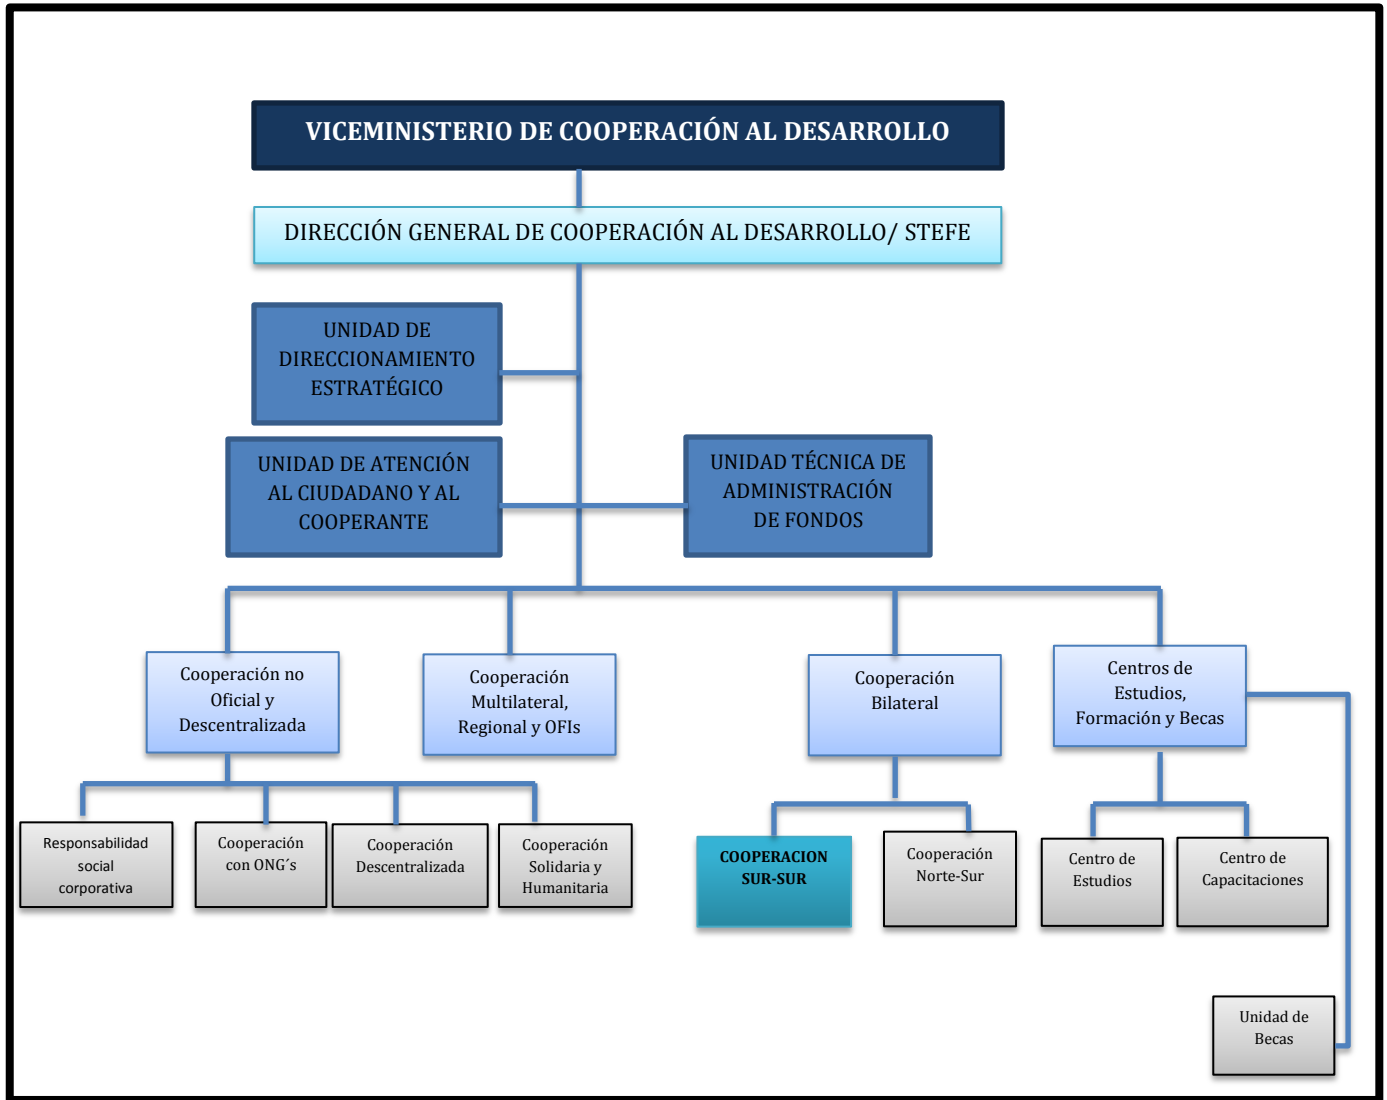 VICEMINISTERIO DE COOPERACIÓN AL DESARROLLO
DIRECCIÓN GENERAL DE COOPERACIÓN AL DESARROLLO/ STEFE
UNIDAD DE
DIRECCIONAMIENTO
ESTRATÉGICO
UNIDAD DE ATENCIÓN
AL CIUDADANO Y AL
COOPERANTE
UNIDAD TÉCNICA DE
ADMINISTRACIÓN
DE FONDOS
Cooperación no
Oficial y
Descentralizada
Cooperación
Multilateral,
Regional y OFIs
Cooperación
Bilateral
Centros de
Estudios,
Formación y Becas
Responsabilidad
social
corporativa
Cooperación
con ONG´s
Cooperación
Descentralizada
Cooperación
Solidaria y
Humanitaria
COOPERACION
SUR-SUR
Cooperación
Norte-Sur
Centro de
Estudios
Centro de
Capacitaciones
Unidad de
Becas